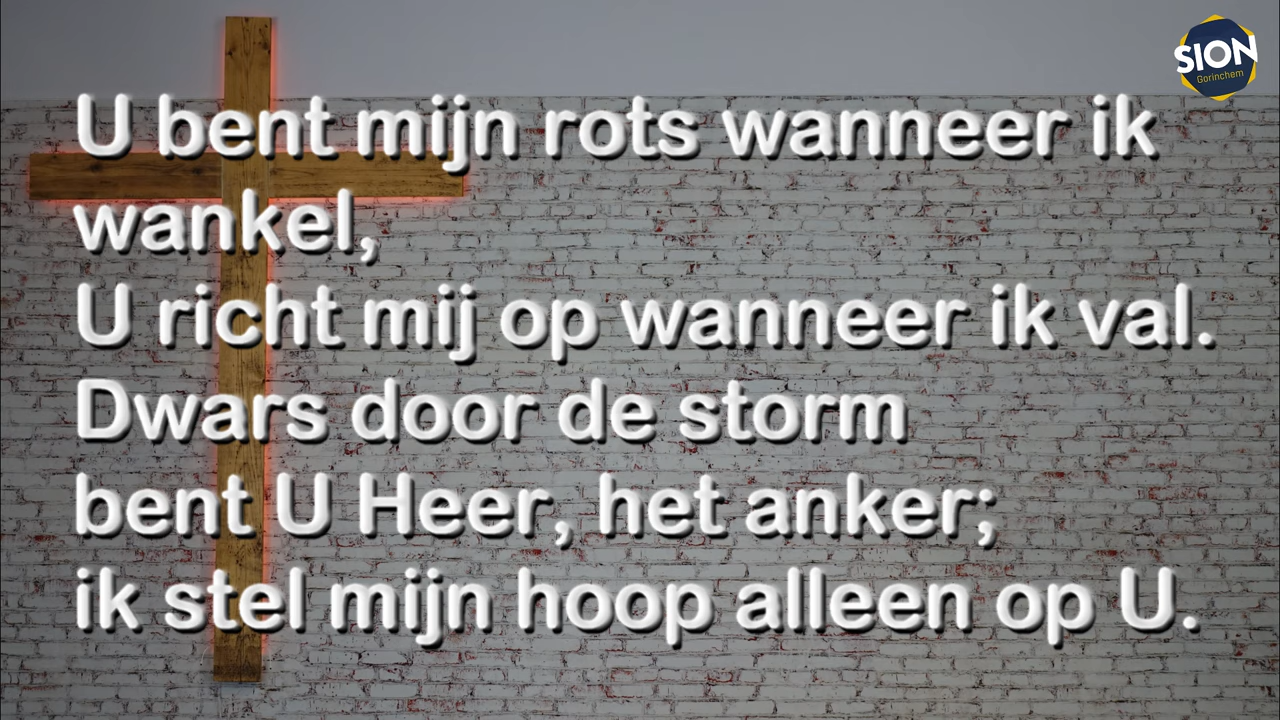 SION
Gorinchem
U bent mijn rots wanneer ik
wankel,
U richt mij op wanneer ik val.
Dwars door de storm
bent U Heer, het anker;
ik stel mijn hoop alleen op U.